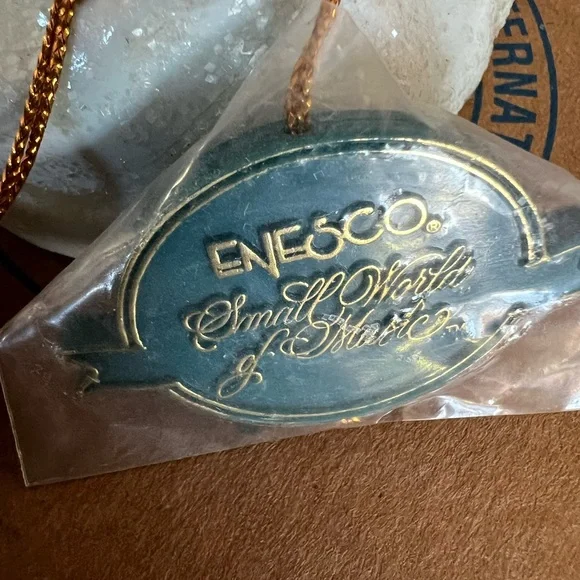 ENESCO®
Small World
of Music
ERNAT